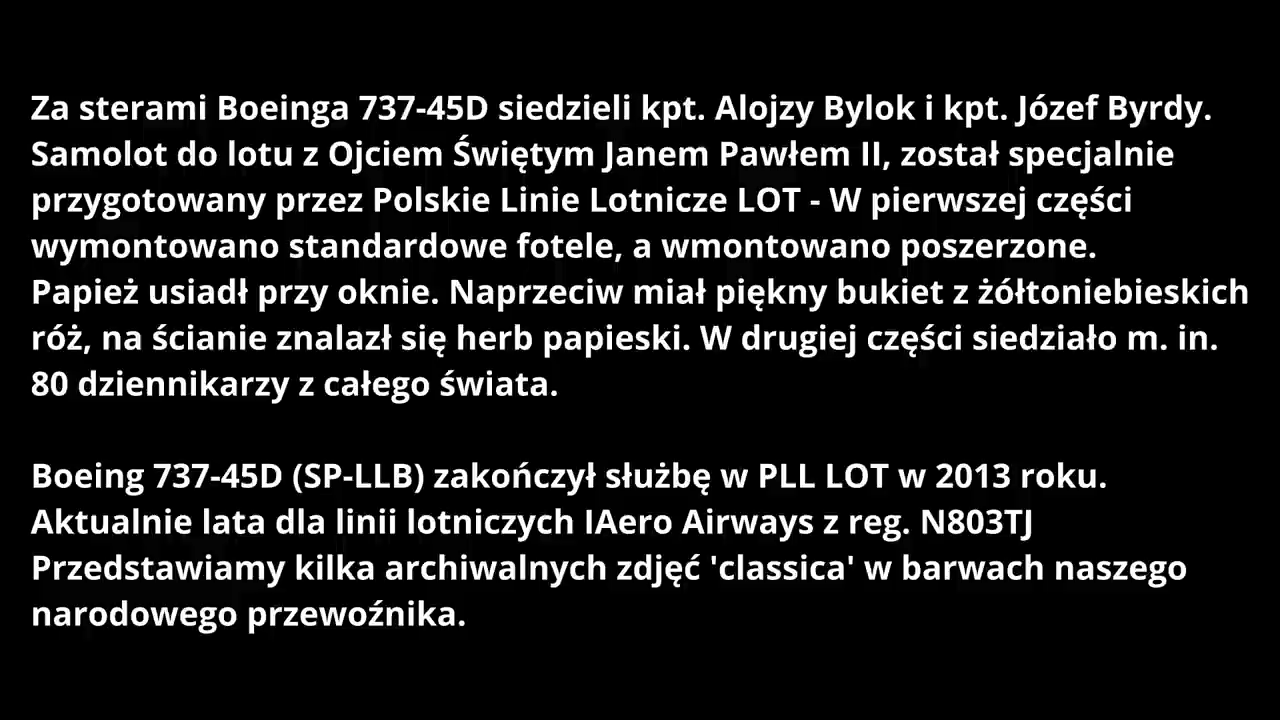 Za sterami Boeinga 737-45D siedzieli kpt. Alojzy Bylok i kpt. Józef Byrdy.
Samolot do lotu z Ojciem Świętym Janem Pawłem II, został specjalnie
przygotowany przez Polskie Linie Lotnicze LOT - W pierwszej części
wymontowano standardowe fotele, a wmontowano poszerzone.
Papież usiadł przy oknie. Naprzeciw miał piękny bukiet z żółtoniebieskich
róż, na ścianie znalazł się herb papieski. W drugiej części siedziało m. in.
80 dziennikarzy z całego świata.
Boeing 737-45D (SP-LLB) zakończył służbę w PLL LOT w 2013 roku.
Aktualnie lata dla linii lotniczych IAero Airways z reg. N803TJ
Przedstawiamy kilka archiwalnych zdjęć 'classica' w barwach naszego
narodowego przewoźnika.